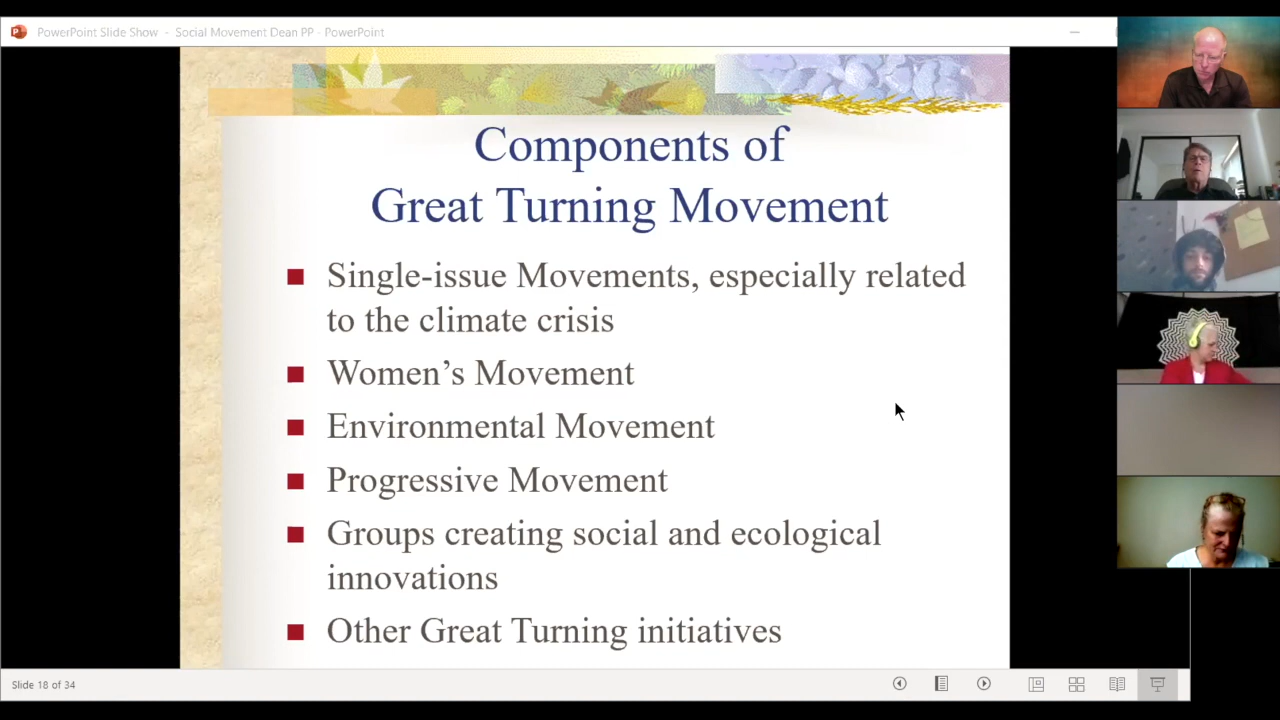 PowerPoint Slide Show - Social Movement Dean PP - PowerPoint
Components of
Great Turning Movement
Single-issue Movements, especially related
to the climate crisis
Women’s Movement
Environmental Movement
Progressive Movement
Groups creating social and ecological
innovations
Other Great Turning initiatives
Slide 18 of 34